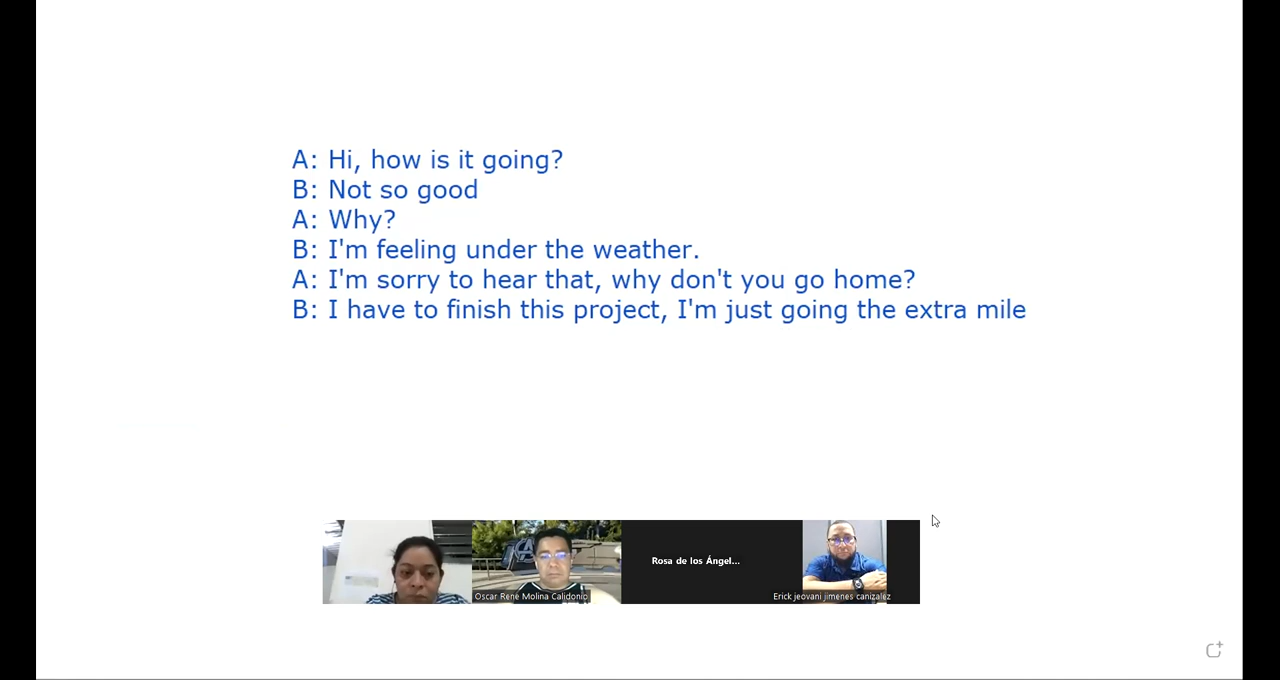 A: Hi, how is it going?
B: Not so good
A: Why?
B: I'm feeling under the weather.
A: I'm sorry to hear that, why don't you go home?
B: I have to finish this project, I'm just going the extra mile
Rosa de los Ángel...
Oscar René Molina Calidonio
Erick jeovani jimenes canizalez